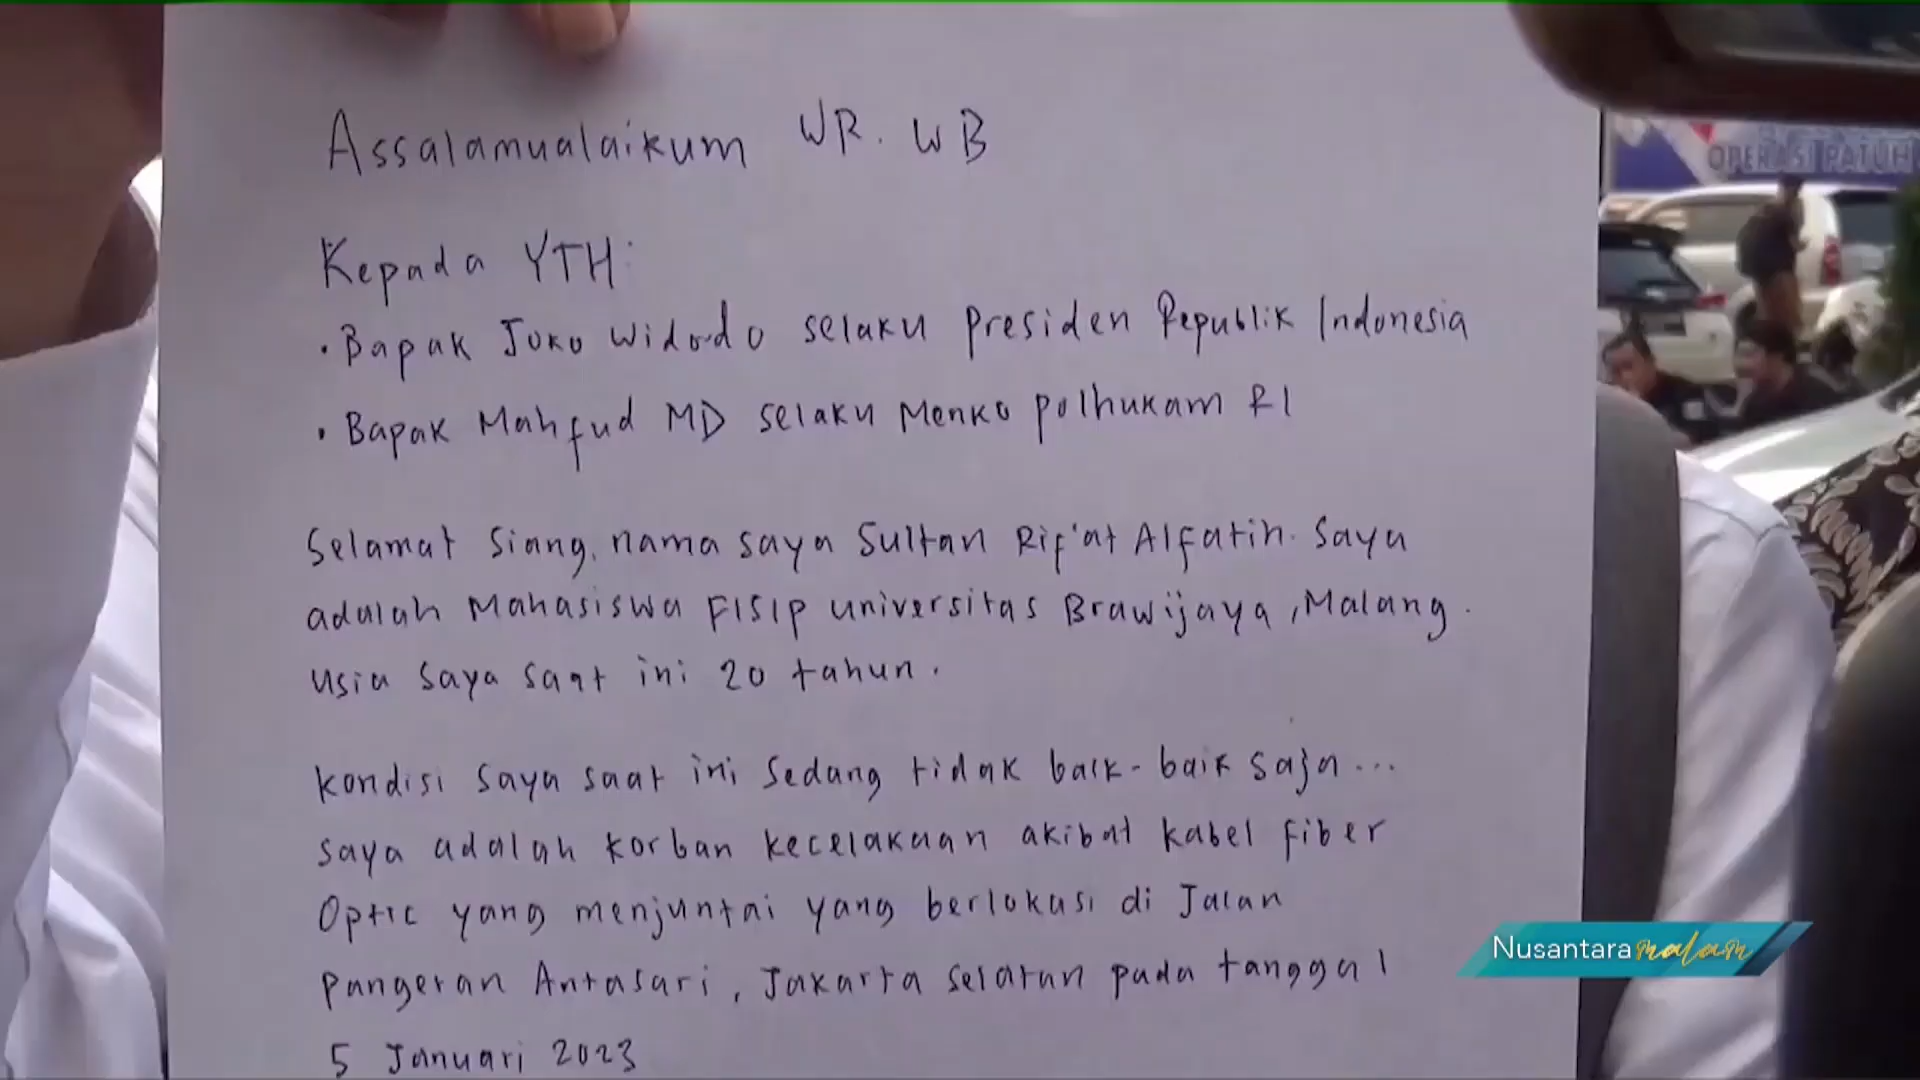 Assalamualaikum WR. WB
Kepada YTH:
• Bapak Joko Widodo selaku Presiden Republik Indonesia
• Bapak Mahfud MD selaku Menko polhukam RI
Selamat Siang, nama saya Sultan Rif'at Alfatih. Saya
adalah Mahasiswa FISIP universitas Brawijaya, Malang.
usia saya saat ini 20 tahun.
kondisi saya saat ini sedang tidak baik-baik saja...
saya adalah korban kecelakaan akibat kabel fiber
Optic yang menjuntai yang berlokasi di Jalan
pangeran Antasari, Jakarta selatan pada tanggal
5 Januari 2023
OPERASI PATUH
Nusantara malam